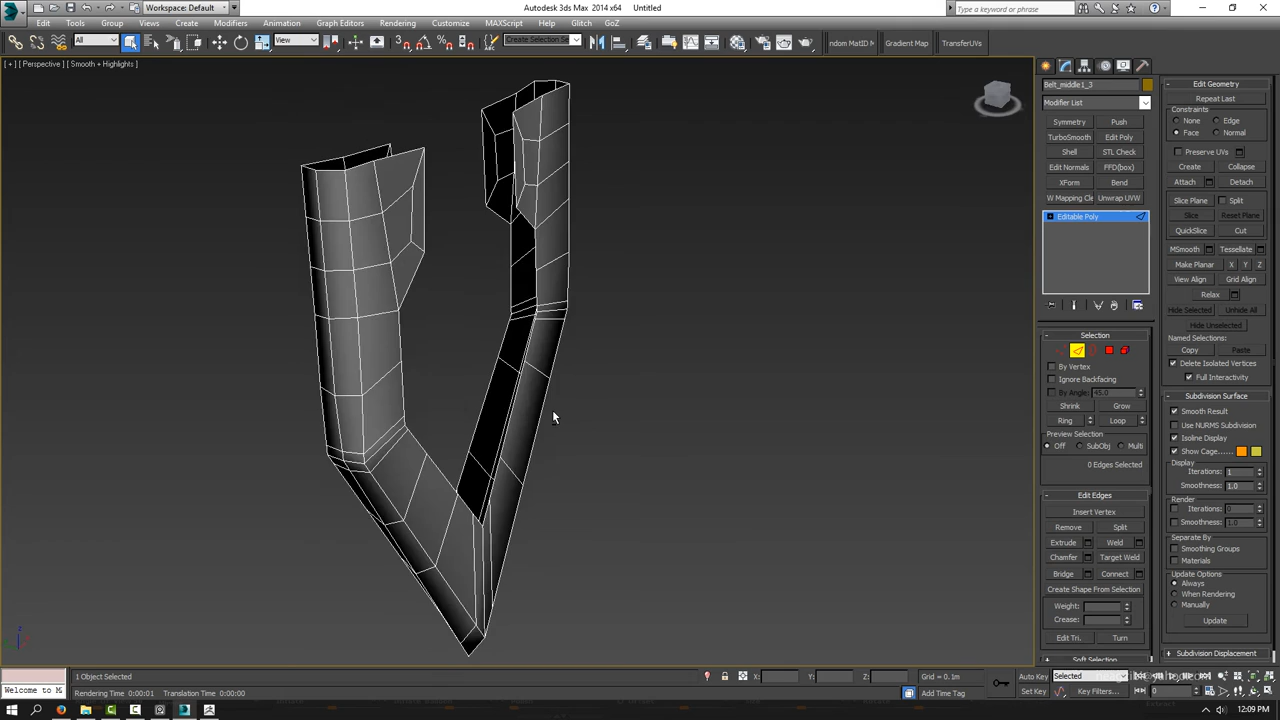 Workspace: Default
Autodesk 3ds Max 2014 x64 Untitled
Type a keyword or phrase
Edit Tools Group Views Create Modifiers Animation Graph Editors Rendering Customize MAXScript Help Glitch GoZ
All View Create Selection Se ndom MatID M Gradient Map TransferUVs
[ + ] [ Perspective ] [ Smooth + Highlights ]
Belt_middle1_3
Modifier List
Symmetry Push
TurboSmooth Edit Poly
Shell STL Check
Edit Normals FFD(box)
XForm Bend
W Mapping Cle Unwrap UVW
Editable Poly
Selection
By Vertex
Ignore Backfacing
By Angle: 45.0
Shrink Grow
Ring Loop
Preview Selection
Off SubObj Multi
0 Edges Selected
Edit Edges
Insert Vertex
Remove Split
Extrude Weld
Chamfer Target Weld
Bridge Connect
Create Shape From Selection
Weight:
Crease:
Edit Tri. Turn
Soft Selection
Edit Geometry
Repeat Last
Constraints
None Edge
Face Normal
Preserve UVs
Create Collapse
Attach Detach
Slice Plane Split
Slice Reset Plane
QuickSlice Cut
MSmooth Tessellate
Make Planar X Y Z
View Align Grid Align
Relax
Hide Selected Unhide All
Hide Unselected
Named Selections:
Copy Paste
Delete Isolated Vertices
Full Interactivity
Subdivision Surface
Smooth Result
Use NURMS Subdivision
Isoline Display
Show Cage......
Display
Iterations: 1
Smoothness: 1.0
Render
Iterations: 0
Smoothness: 1.0
Separate By
Smoothing Groups
Materials
Update Options
Always
When Rendering
Manually
Update
Subdivision Displacement
1 Object Selected X: Y: Z: Grid = 0.1m Auto Key Selected
Welcome to M Rendering Time 0:00:01 Translation Time 0:00:00 Add Time Tag Set Key Key Filters... 0
12:09 PM